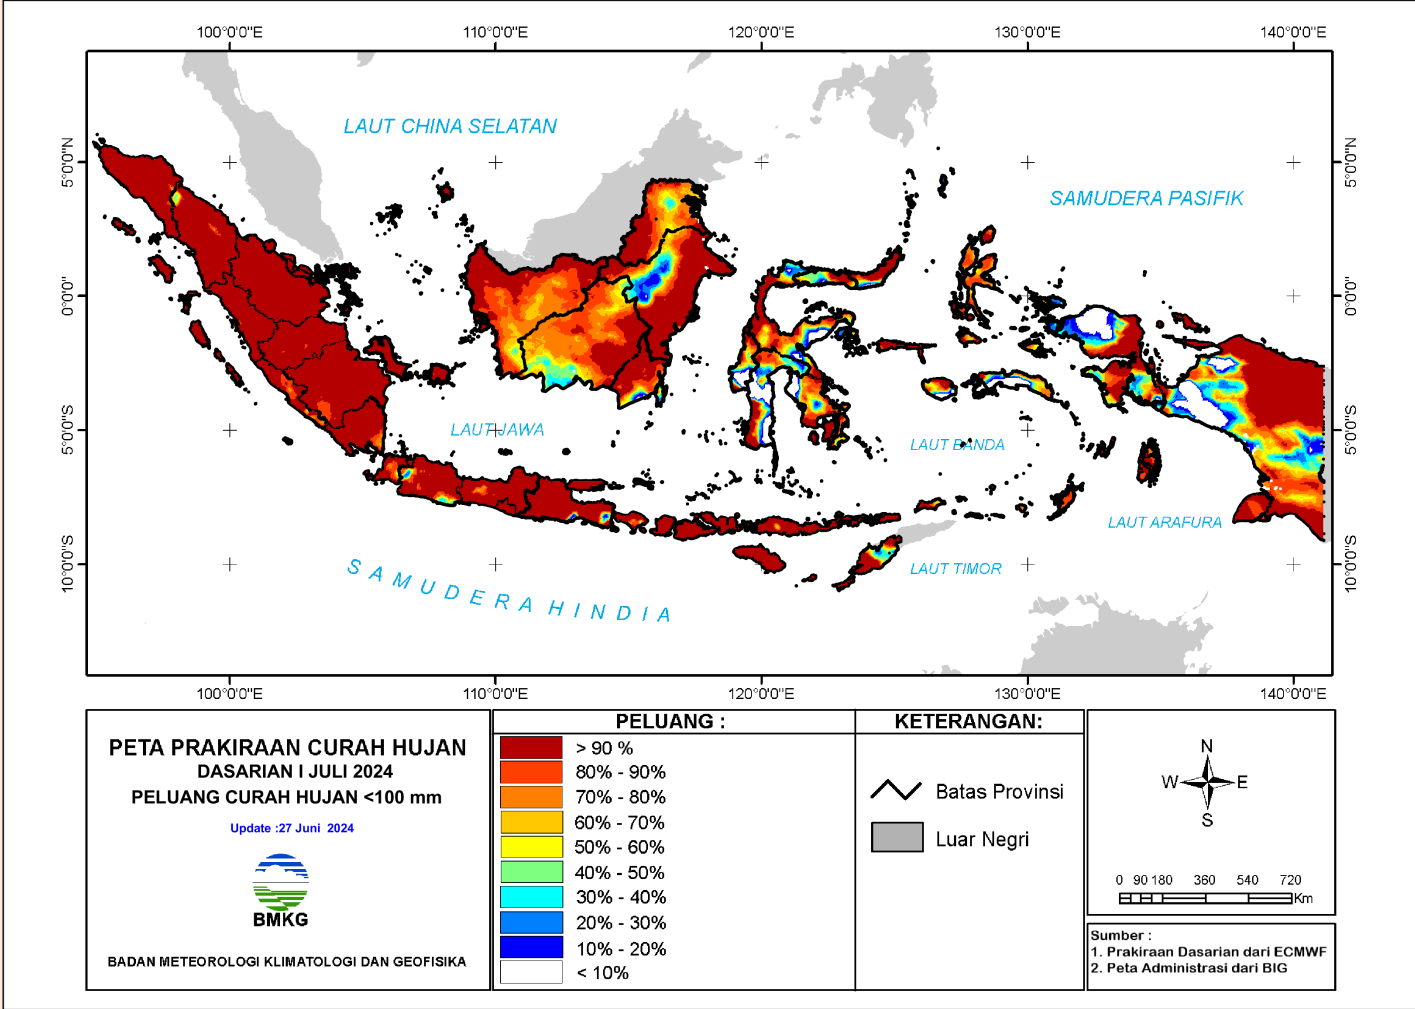 100°0'0"E 110°0'0"E 120°0'0"E 130°0'0"E 140°0'0"E
5°0'0"N
0°0'0"
5°0'0"S
10°0'0"S
LAUT CHINA SELATAN
SAMUDERA PASIFIK
LAUT JAWA
LAUT BANDA
LAUT ARAFURA
LAUT TIMOR
SAMUDERA HINDIA
5°0'0"N
0°0'0"
5°0'0"S
10°0'0"S
100°0'0"E 110°0'0"E 120°0'0"E 130°0'0"E 140°0'0"E
PETA PRAKIRAAN CURAH HUJAN
DASARIAN I JULI 2024
PELUANG CURAH HUJAN <100 mm
Update :27 Juni 2024
BMKG
BADAN METEOROLOGI KLIMATOLOGI DAN GEOFISIKA
PELUANG :
> 90 %
80% - 90%
70% - 80%
60% - 70%
50% - 60%
40% - 50%
30% - 40%
20% - 30%
10% - 20%
< 10%
KETERANGAN:
Batas Provinsi
Luar Negri
N
W E
S
0 90 180 360 540 720
Km
Sumber :
1. Prakiraan Dasarian dari ECMWF
2. Peta Administrasi dari BIG